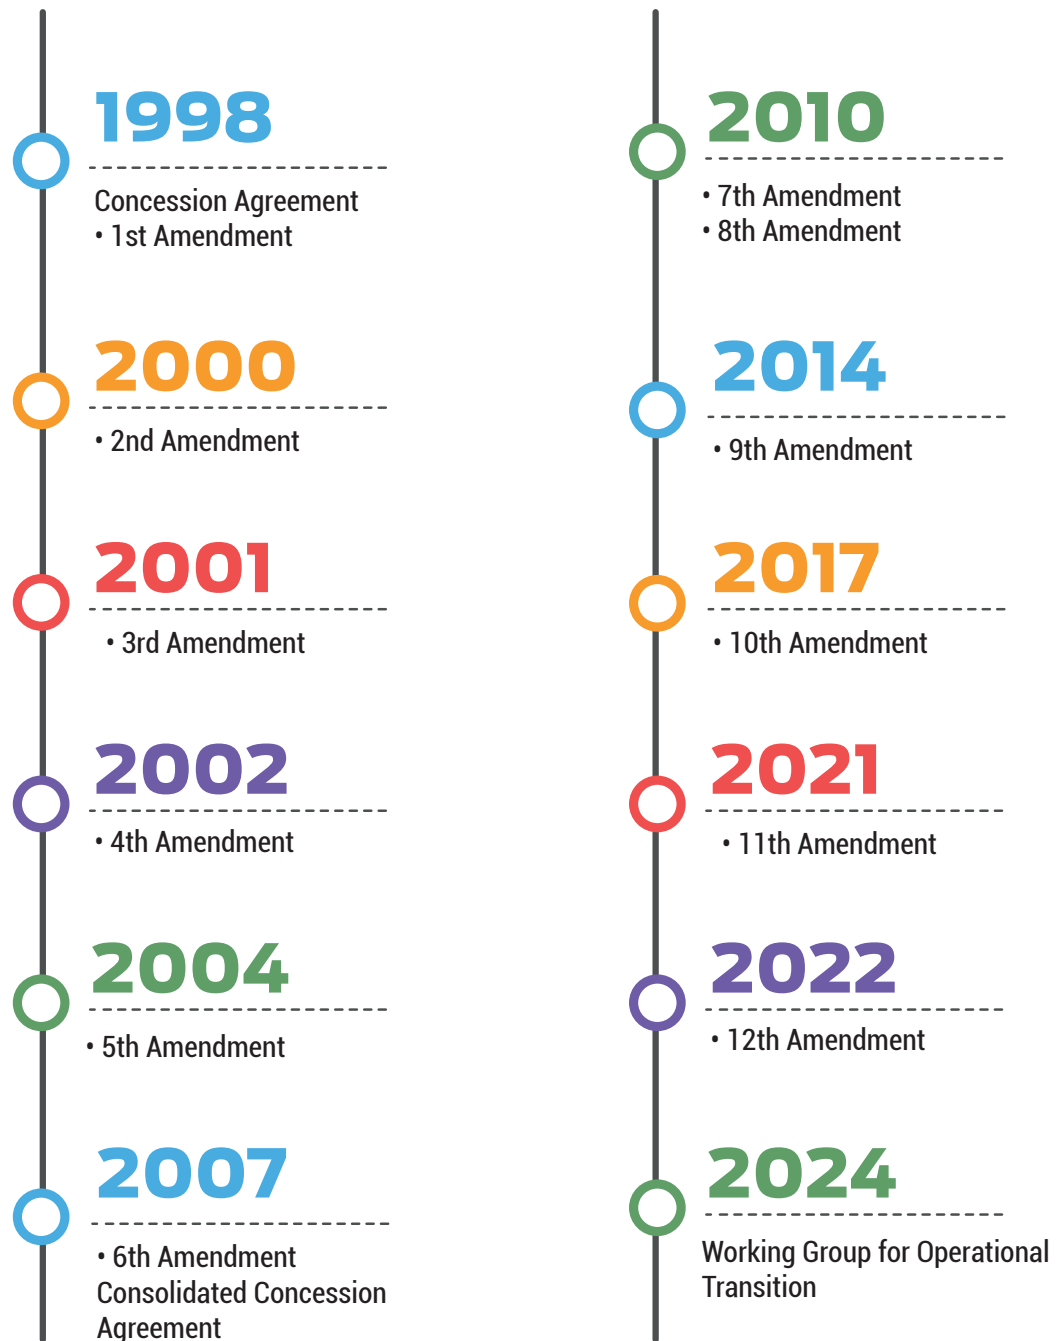 1998
Concession Agreement
• 1st Amendment
2000
• 2nd Amendment
2001
• 3rd Amendment
2002
• 4th Amendment
2004
• 5th Amendment
2007
• 6th Amendment
Consolidated Concession
Agreement
2010
• 7th Amendment
• 8th Amendment
2014
• 9th Amendment
2017
• 10th Amendment
2021
• 11th Amendment
2022
• 12th Amendment
2024
Working Group for Operational
Transition